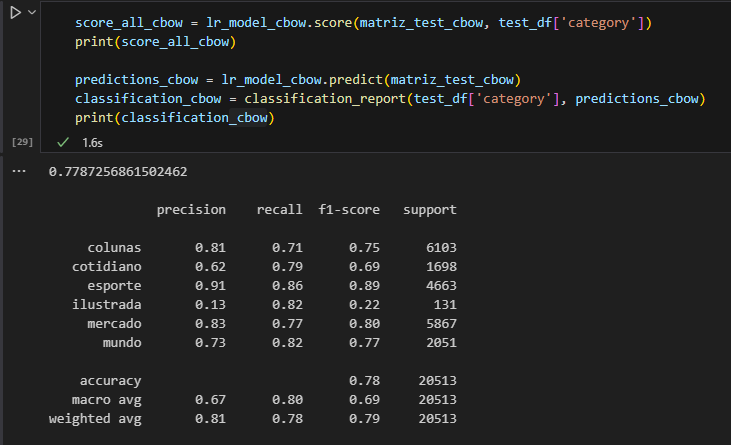 score_all_cbow = lr_model_cbow.score(matriz_test_cbow, test_df['category'])
print(score_all_cbow)
predictions_cbow = lr_model_cbow.predict(matriz_test_cbow)
classification_cbow = classification_report(test_df['category'], predictions_cbow)
print(classification_cbow)
[29] 1.6s
0.7787256861502462
precision recall f1-score support
colunas 0.81 0.71 0.75 6103
cotidiano 0.62 0.79 0.69 1698
esporte 0.91 0.86 0.89 4663
ilustrada 0.13 0.82 0.22 131
mercado 0.83 0.77 0.80 5867
mundo 0.73 0.82 0.77 2051
accuracy 0.78 20513
macro avg 0.67 0.80 0.69 20513
weighted avg 0.81 0.78 0.79 20513